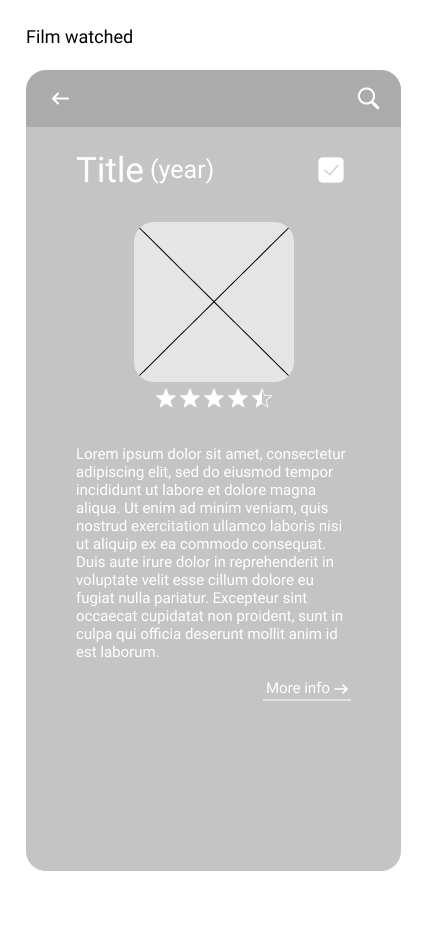 Film watched
Title (year)
Lorem ipsum dolor sit amet, consectetur
adipiscing elit, sed do eiusmod tempor
incididunt ut labore et dolore magna
aliqua. Ut enim ad minim veniam, quis
nostrud exercitation ullamco laboris nisi
ut aliquip ex ea commodo consequat.
Duis aute irure dolor in reprehenderit in
voluptate velit esse cillum dolore eu
fugiat nulla pariatur. Excepteur sint
occaecat cupidatat non proident, sunt in
culpa qui officia deserunt mollit anim id
est laborum.
More info